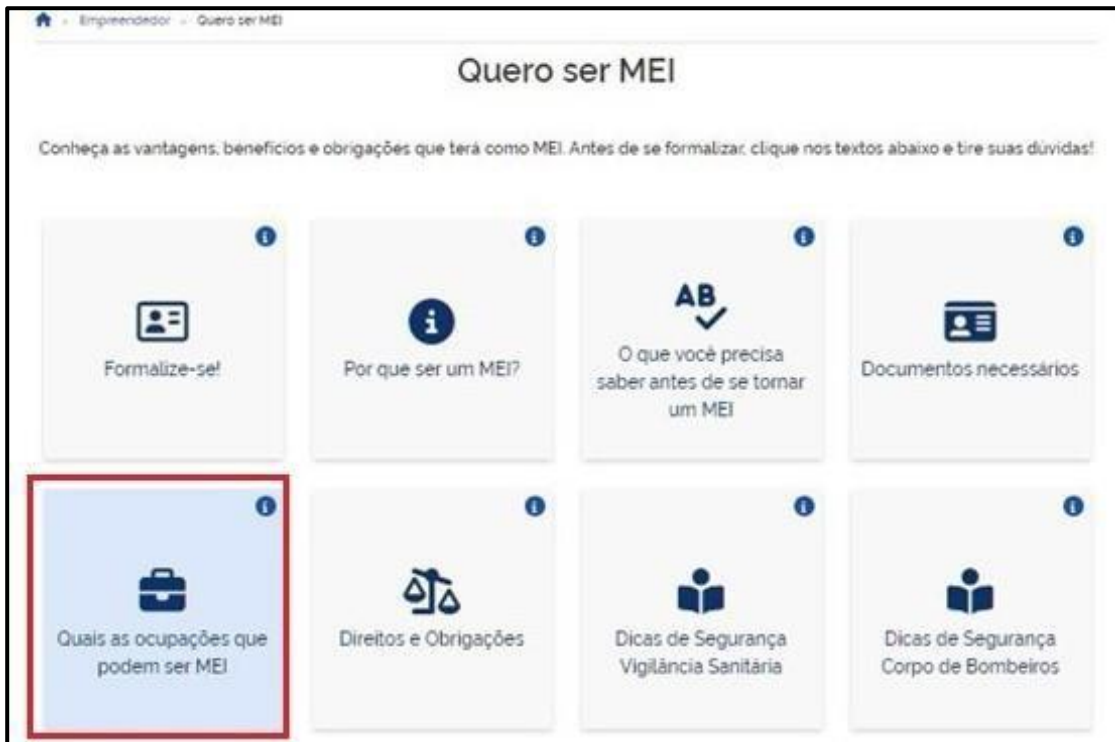 Empreendedor > Quero ser MEI
Quero ser MEI
Conheça as vantagens, benefícios e obrigações que terá como MEI. Antes de se formalizar, clique nos textos abaixo e tire suas dúvidas!
Formalize-se!
Por que ser um MEI?
AB
O que você precisa
saber antes de se tornar
um MEI
Documentos necessários
Quais as ocupações que
podem ser MEI
Direitos e Obrigações
Dicas de Segurança
Vigilância Sanitária
Dicas de Segurança
Corpo de Bombeiros